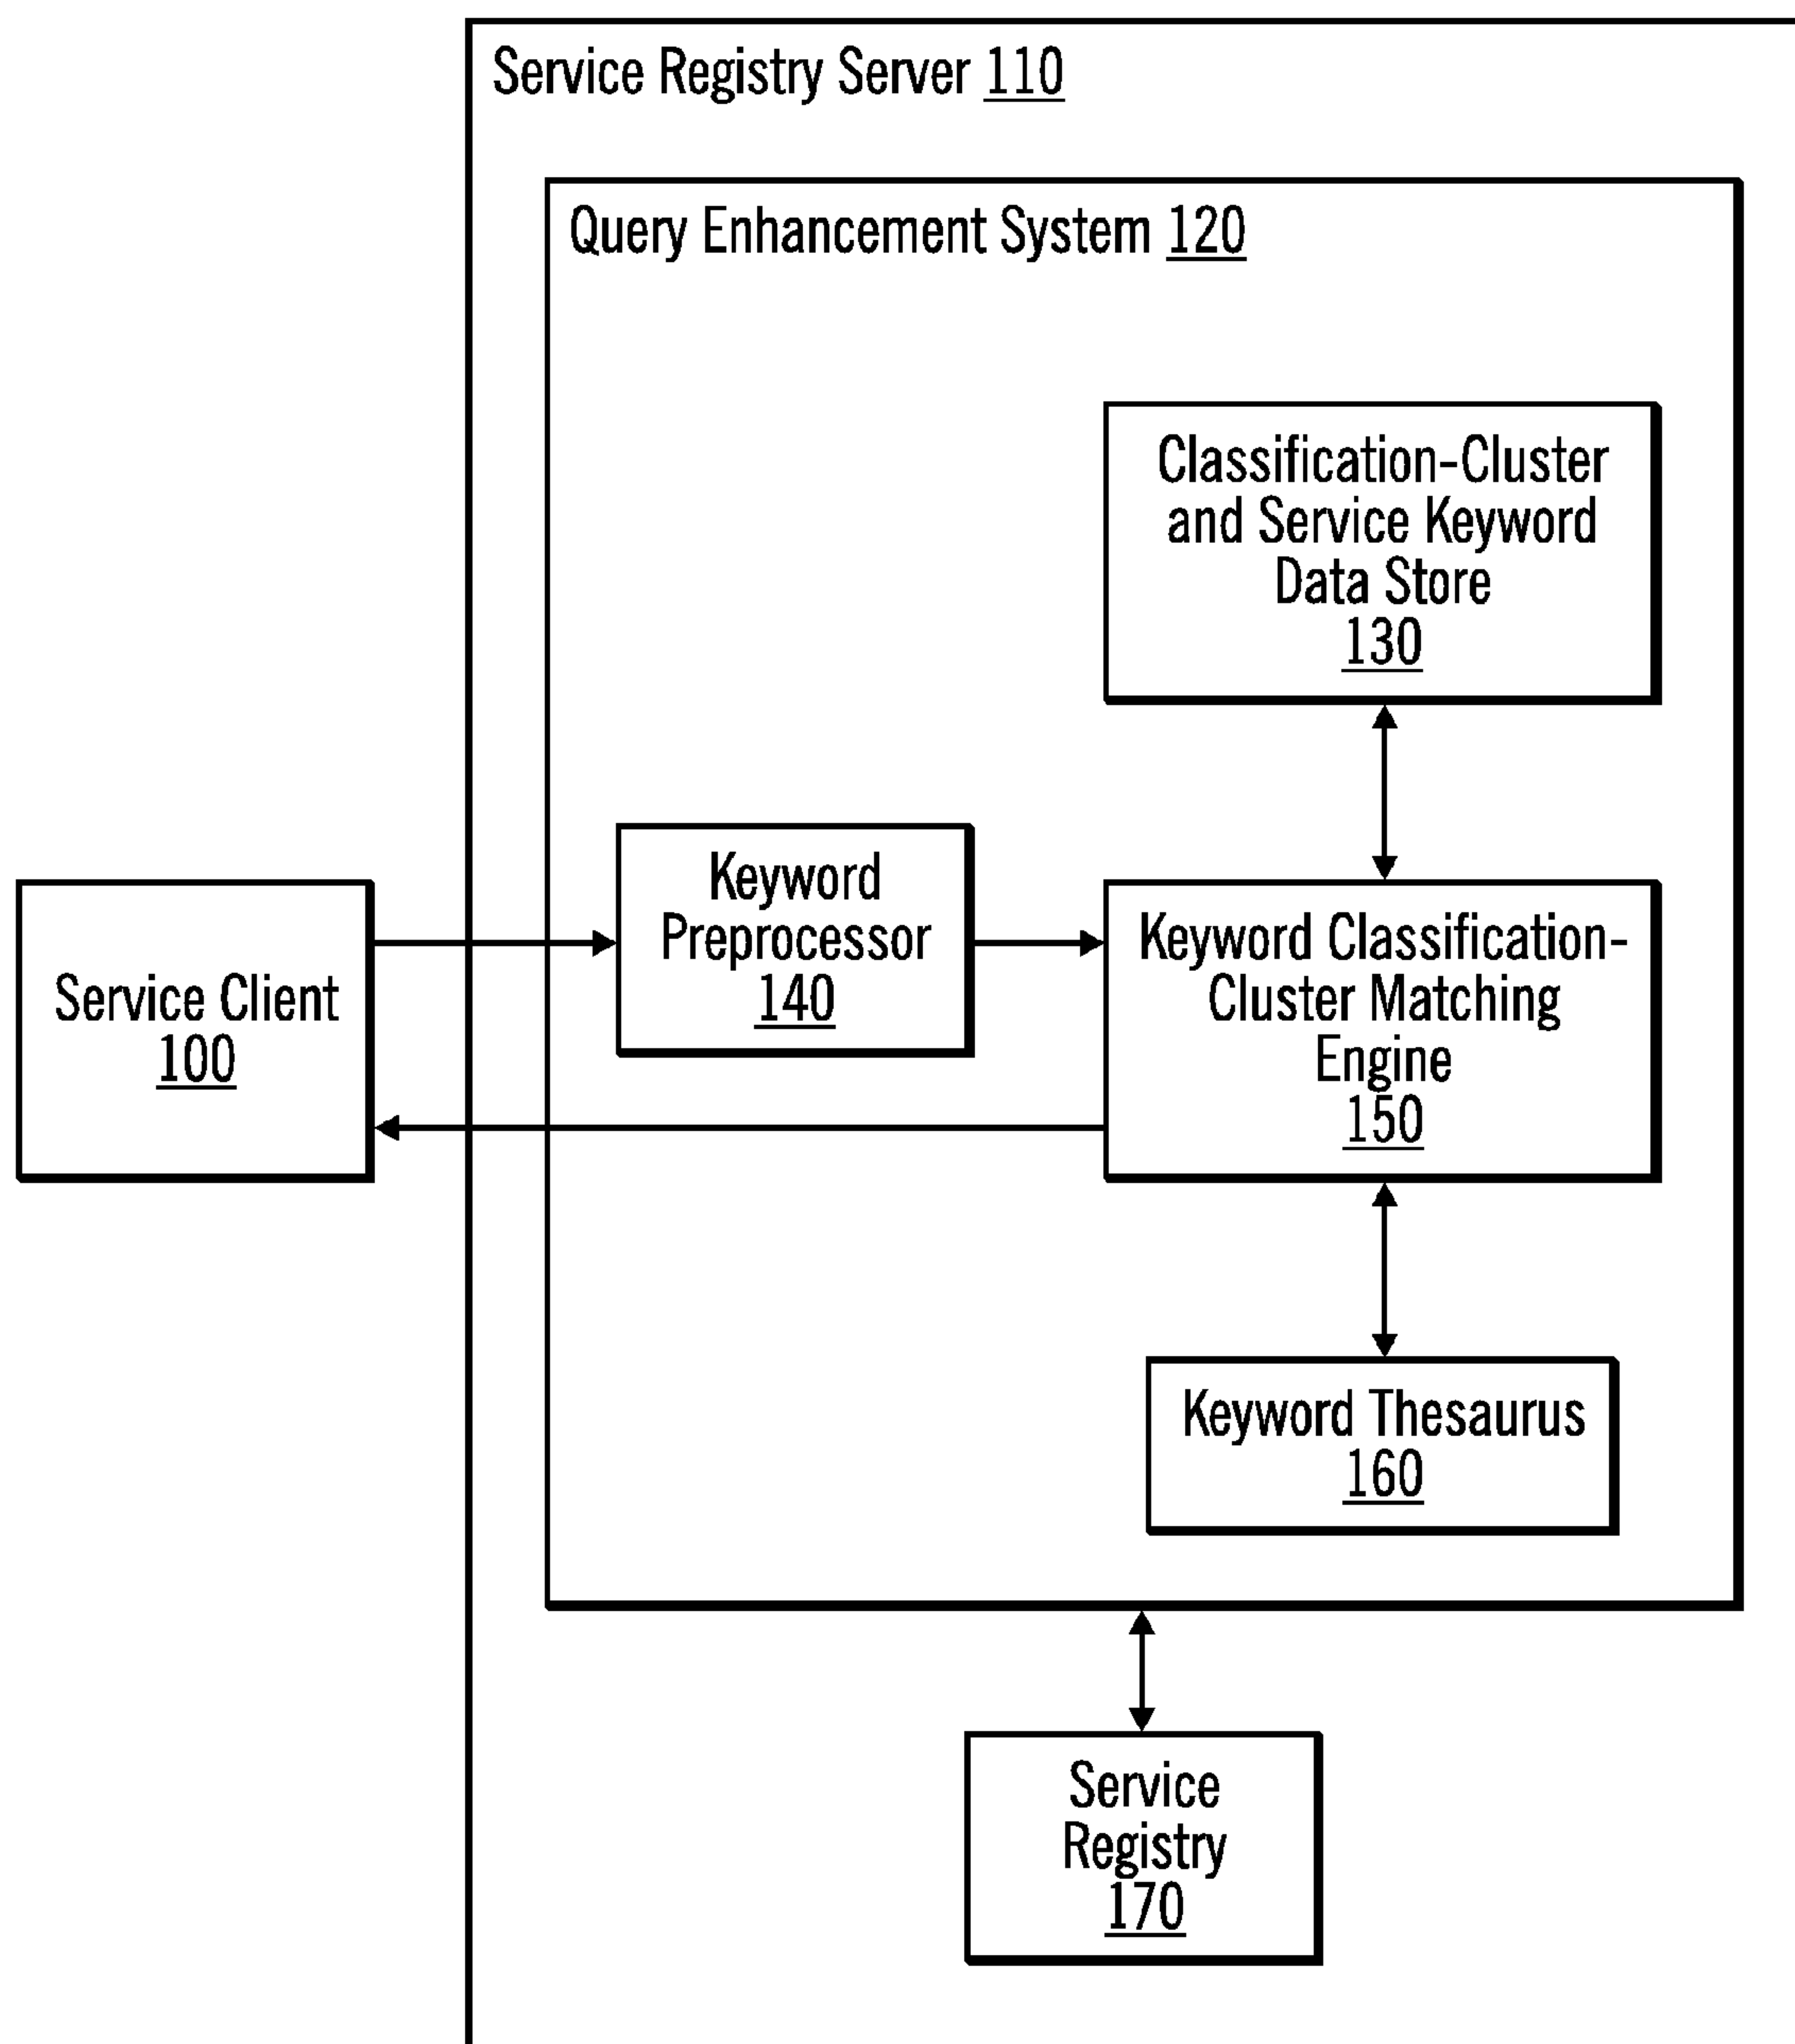 Service Registry Server 110
Query Enhancement System 120
Classification-Cluster
and Service Keyword
Data Store
130
Keyword
Preprocessor
140
Keyword Classification-
Cluster Matching
Engine
150
Service Client
100
Keyword Thesaurus
160
Service
Registry
170